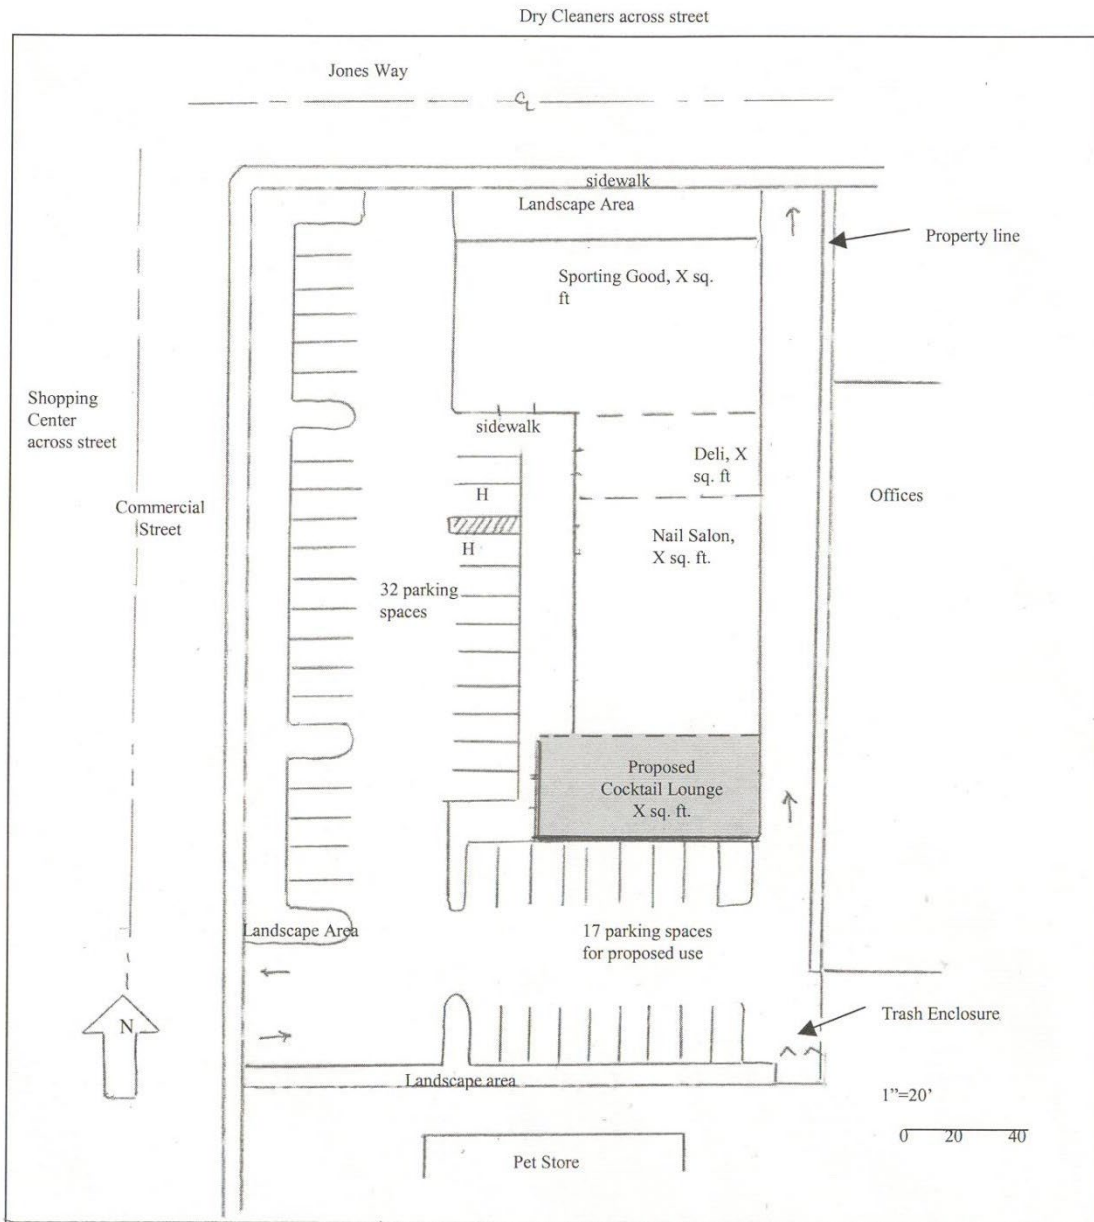 Dry Cleaners across street
Jones Way
CL
sidewalk
Landscape Area
Property line
Sporting Good, X sq.
ft
Shopping
Center
across street
sidewalk
Deli, X
sq. ft
Commercial
Street
H
Offices
Nail Salon,
X sq. ft.
H
32 parking
spaces
Proposed
Cocktail Lounge
X sq. ft.
Landscape Area
17 parking spaces
for proposed use
N
Trash Enclosure
Landscape area
1”=20’
0 20 40
Pet Store